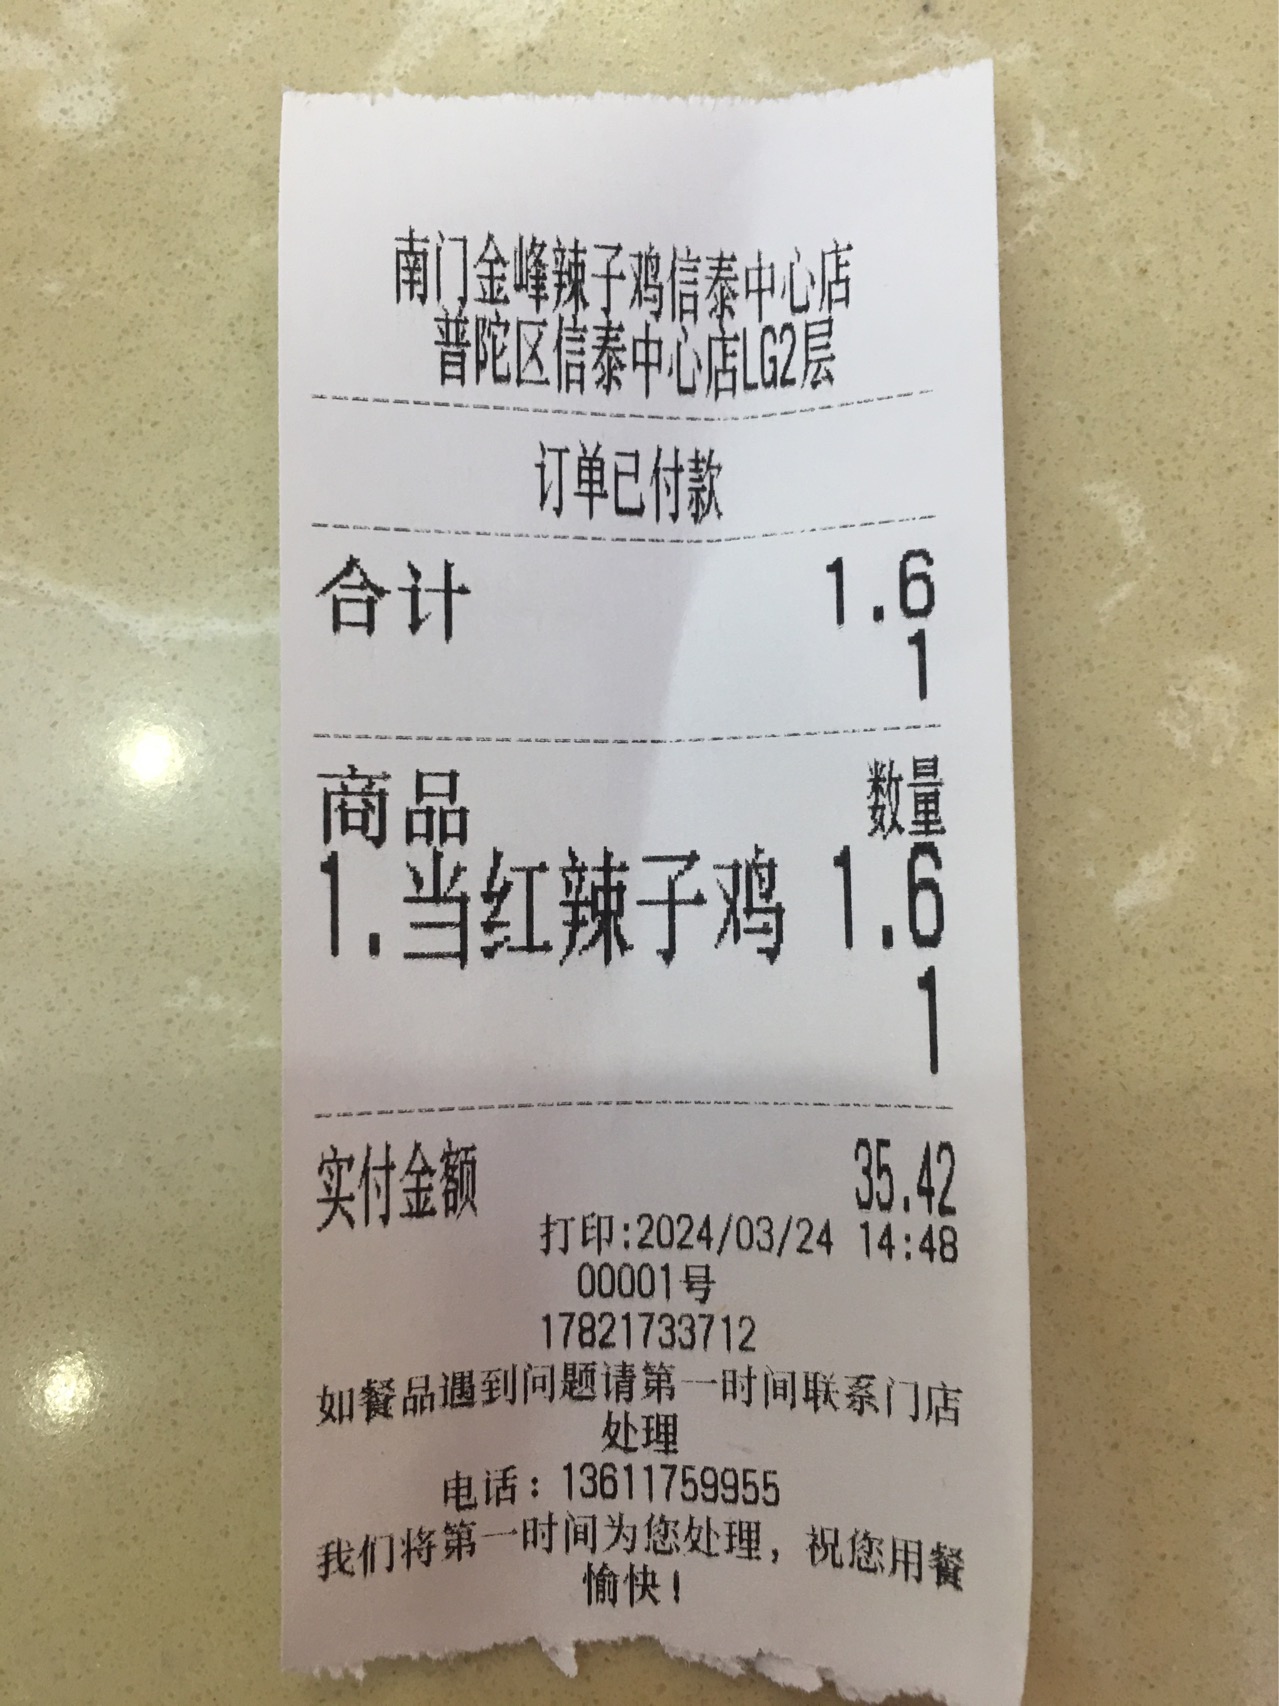 南门金峰辣子鸡信泰中心店
普陀区信泰中心店LG2层
订单已付款
合计 1.6
1
商品 数量
1.当红辣子鸡 1.6
1
实付金额 35.42
打印:2024/03/24 14:48
00001号
17821733712
如餐品遇到问题请第一时间联系门店
处理
电话：13611759955
我们将第一时间为您处理，祝您用餐
愉快！